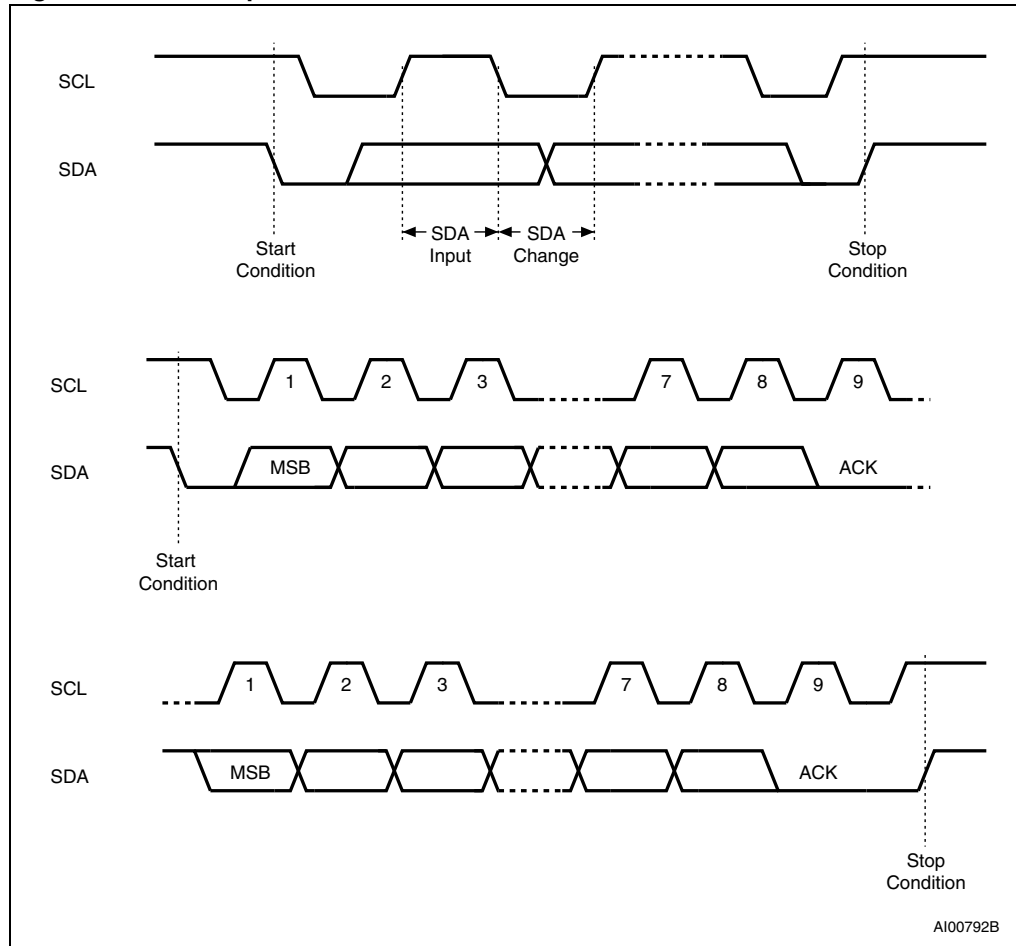 SCL
SDA
SDA
Input
SDA
Change
Start
Condition
Stop
Condition
SCL
1 2 3 7 8 9
SDA
MSB ACK
Start
Condition
SCL
1 2 3 7 8 9
SDA
MSB ACK
Stop
Condition
AI00792B